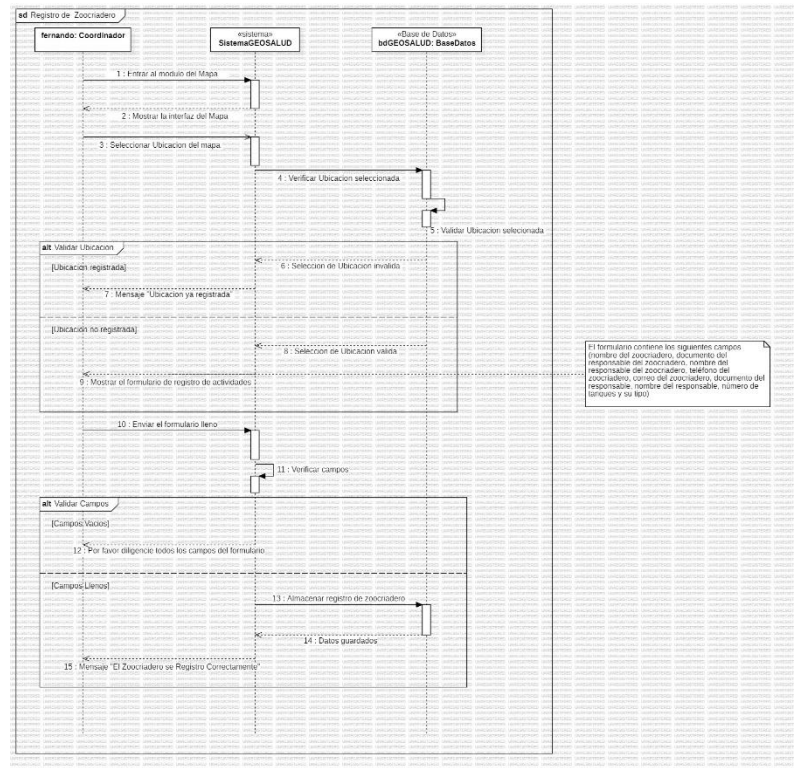 sd Registro de Zoocriadero
fernando: Coordinador
«sistema»
SistemaGEOSALUD
«Base de Datos»
bdGEOSALUD: BaseDatos
1 : Entrar al modulo del Mapa
2 : Mostrar la interfaz del Mapa
3 : Seleccionar Ubicacion del mapa
4 : Verificar Ubicacion seleccionada
5 : Validar Ubicacion selecionada
alt Validar Ubicacion
[Ubicacion registrada]
6 : Seleccion de Ubicacion invalida
7 : Mensaje "Ubicacion ya registrada"
[Ubicacion no registrada]
8 : Seleccion de Ubicacion valida
9 : Mostrar el formulario de registro de actividades
El formulario contiene los siguientes campos
(nombre del zoocriadero, documento del
responsable del zoocriadero, nombre del
responsable del zoocriadero, teléfono del
zoocriadero, correo del zoocriadero, documento del
responsable, nombre del responsable, número de
tanques y su tipo)
10 : Enviar el formulario lleno
11 : Verificar campos
alt Validar Campos
[Campos Vacios]
12 : Por favor diligencie todos los campos del formulario
[Campos Llenos]
13 : Almacenar registro de zoocriadero
14 : Datos guardados
15 : Mensaje "El Zoocriadero se Registro Correctamente"